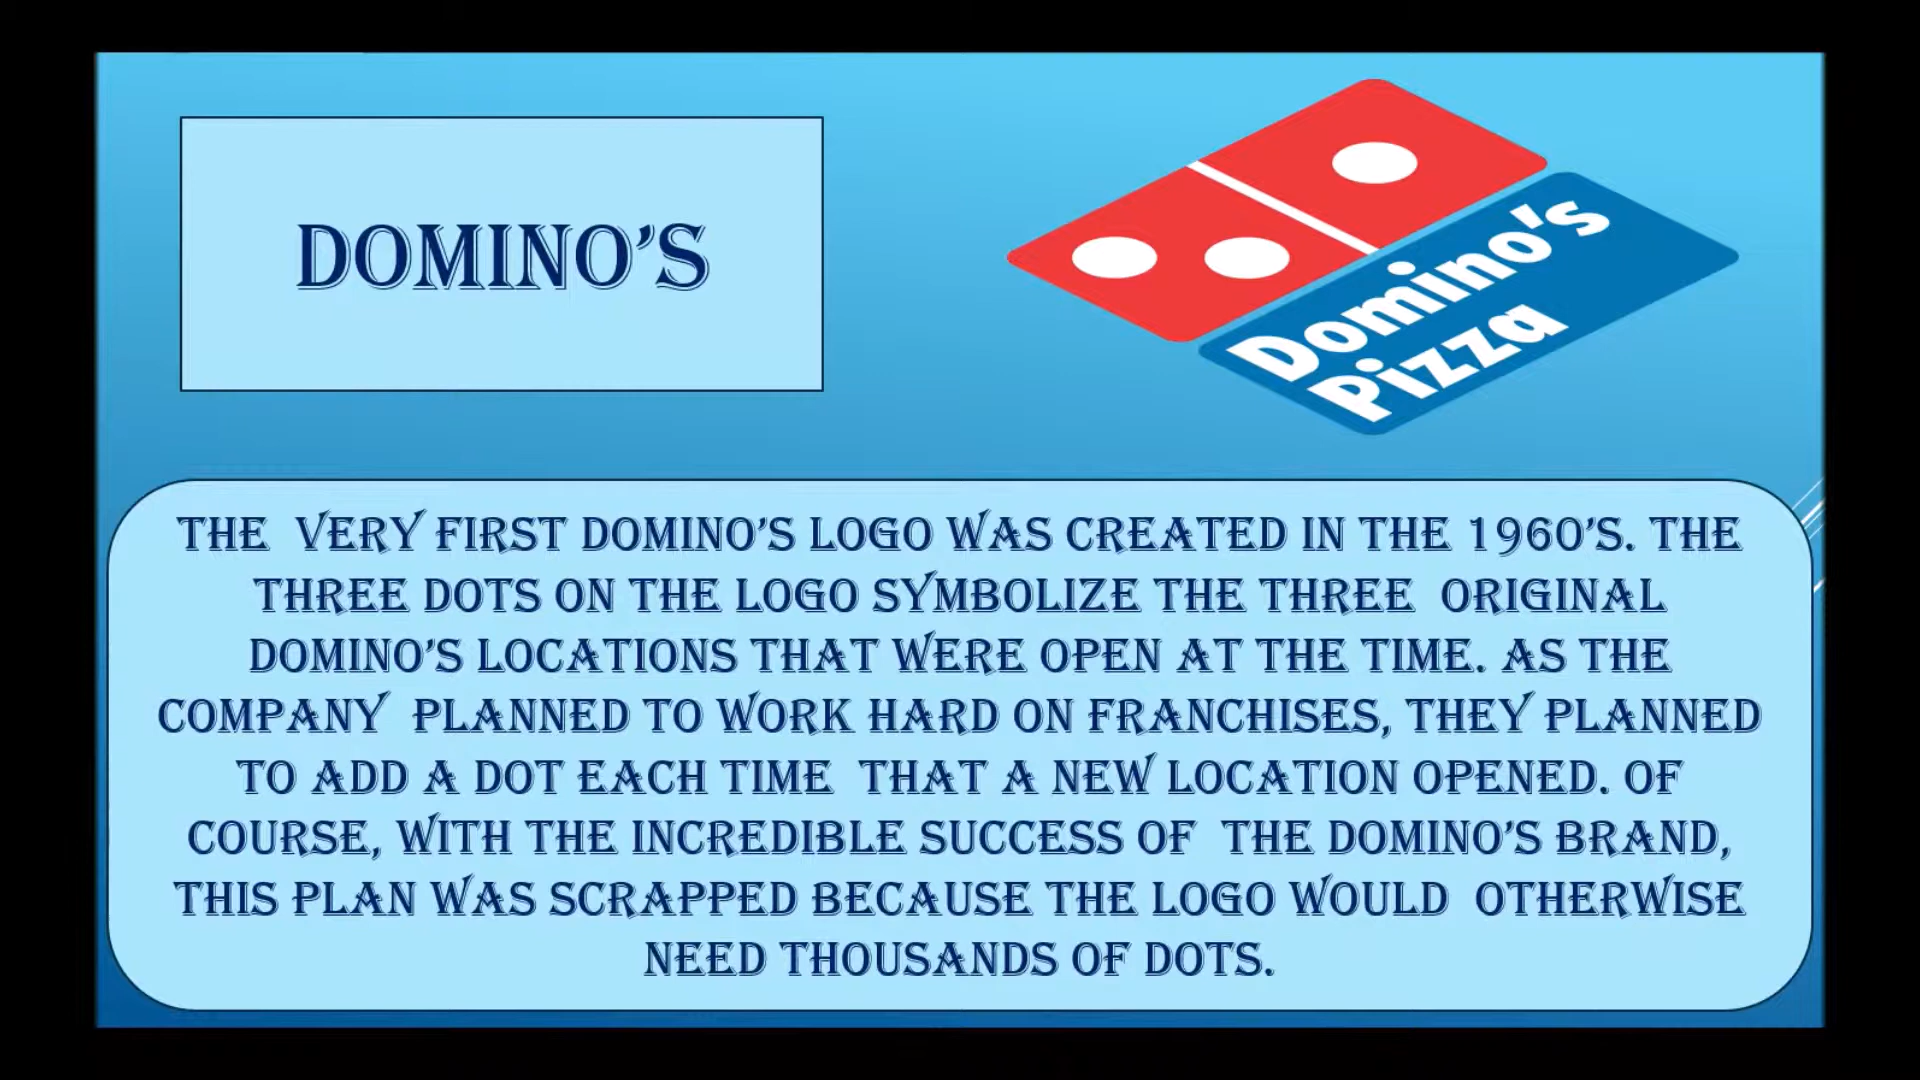 DOMINO'S
Domino's
Pizza
THE VERY FIRST DOMINO'S LOGO WAS CREATED IN THE 1960'S. THE
THREE DOTS ON THE LOGO SYMBOLIZE THE THREE ORIGINAL
DOMINO'S LOCATIONS THAT WERE OPEN AT THE TIME. AS THE
COMPANY PLANNED TO WORK HARD ON FRANCHISES, THEY PLANNED
TO ADD A DOT EACH TIME THAT A NEW LOCATION OPENED. OF
COURSE, WITH THE INCREDIBLE SUCCESS OF THE DOMINO'S BRAND,
THIS PLAN WAS SCRAPPED BECAUSE THE LOGO WOULD OTHERWISE
NEED THOUSANDS OF DOTS.